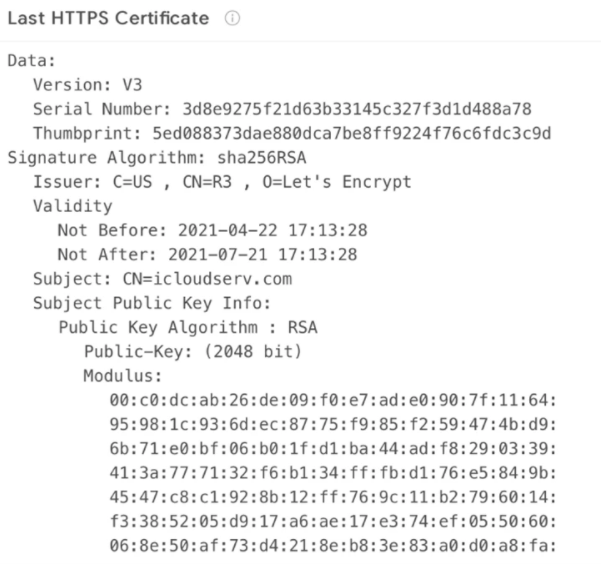 Last HTTPS Certificate
Data:
Version: V3
Serial Number: 3d8e9275f21d63b33145c327f3d1d488a78
Thumbprint: 5ed088373dae880dca7be8ff9224f76c6fdc3c9d
Signature Algorithm: sha256RSA
Issuer: C=US , CN=R3 , O=Let's Encrypt
Validity
Not Before: 2021-04-22 17:13:28
Not After: 2021-07-21 17:13:28
Subject: CN=icloudserv.com
Subject Public Key Info:
Public Key Algorithm : RSA
Public-Key: (2048 bit)
Modulus:
00:c0:dc:ab:26:de:09:f0:e7:ad:e0:90:7f:11:64:
95:98:1c:93:6d:ec:87:75:f9:85:f2:59:47:4b:d9:
6b:71:e0:bf:06:b0:1f:d1:ba:44:ad:f8:29:03:39:
41:3a:77:71:32:f6:b1:34:ff:fb:d1:76:e5:84:9b:
45:47:c8:c1:92:8b:12:ff:76:9c:11:b2:79:60:14:
f3:38:52:05:d9:17:a6:ae:17:e3:74:ef:05:50:60:
06:8e:50:af:73:d4:21:8e:b8:3e:83:a0:d0:a8:fa: